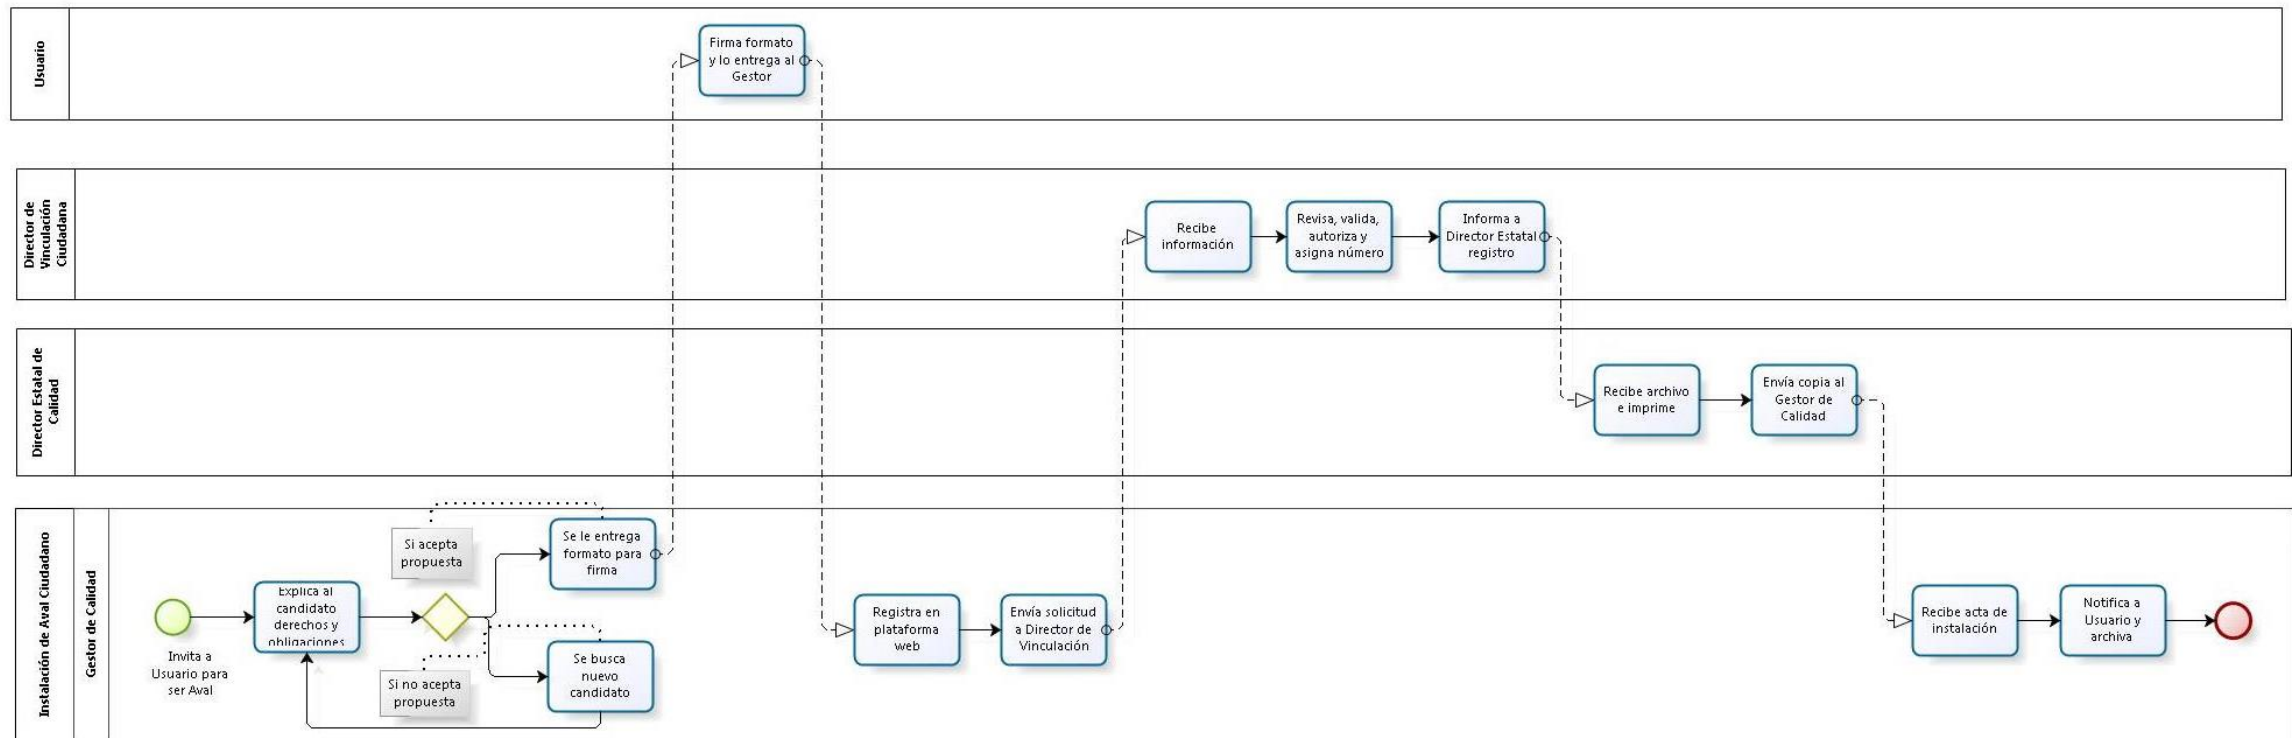 Usuario
Firma formato
y lo entrega al
Gestor
Director de
Vinculación
Ciudadana
Recibe
información
Revisa, valida,
autoriza y
asigna número
Informa a
Director Estatal
registro
Director Estatal de
Calidad
Recibe archivo
e imprime
Envía copia al
Gestor de
Calidad
Instalación de Aval Ciudadano
Gestor de Calidad
Invita a
Usuario para
ser Aval
Explica al
candidato
derechos y
obligaciones
Si acepta
propuesta
Se le entrega
formato para
firma
Si no acepta
propuesta
Se busca
nuevo
candidato
Registra en
plataforma
web
Envía solicitud
a Director de
Vinculación
Recibe acta de
instalación
Notifica a
Usuario y
archiva